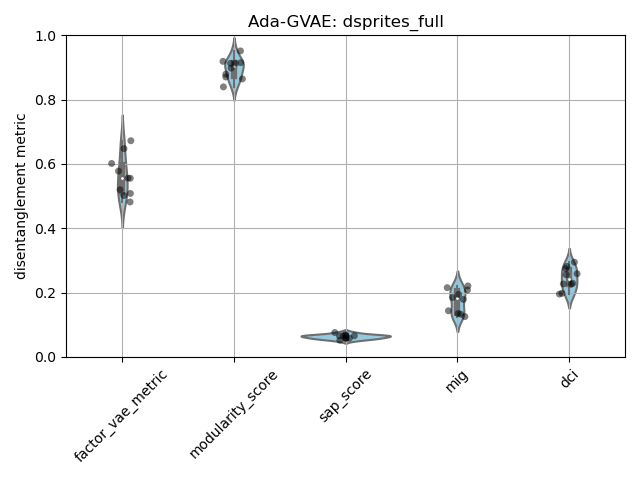 Ada-GVAE: dsprites_full
disentanglement metric
1.0
0.8
0.6
0.4
0.2
0.0
factor_vae_metric
modularity_score
sap_score
mig
dci